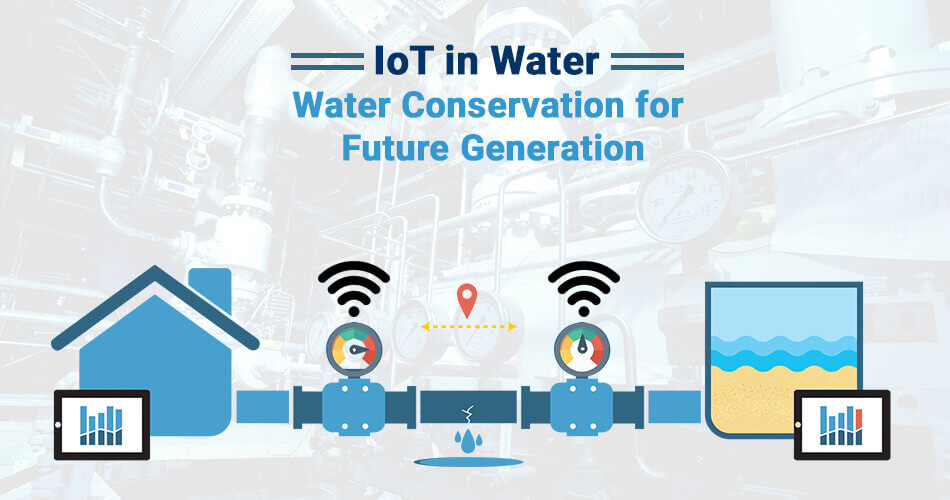 IoT in Water
Water Conservation for
Future Generation